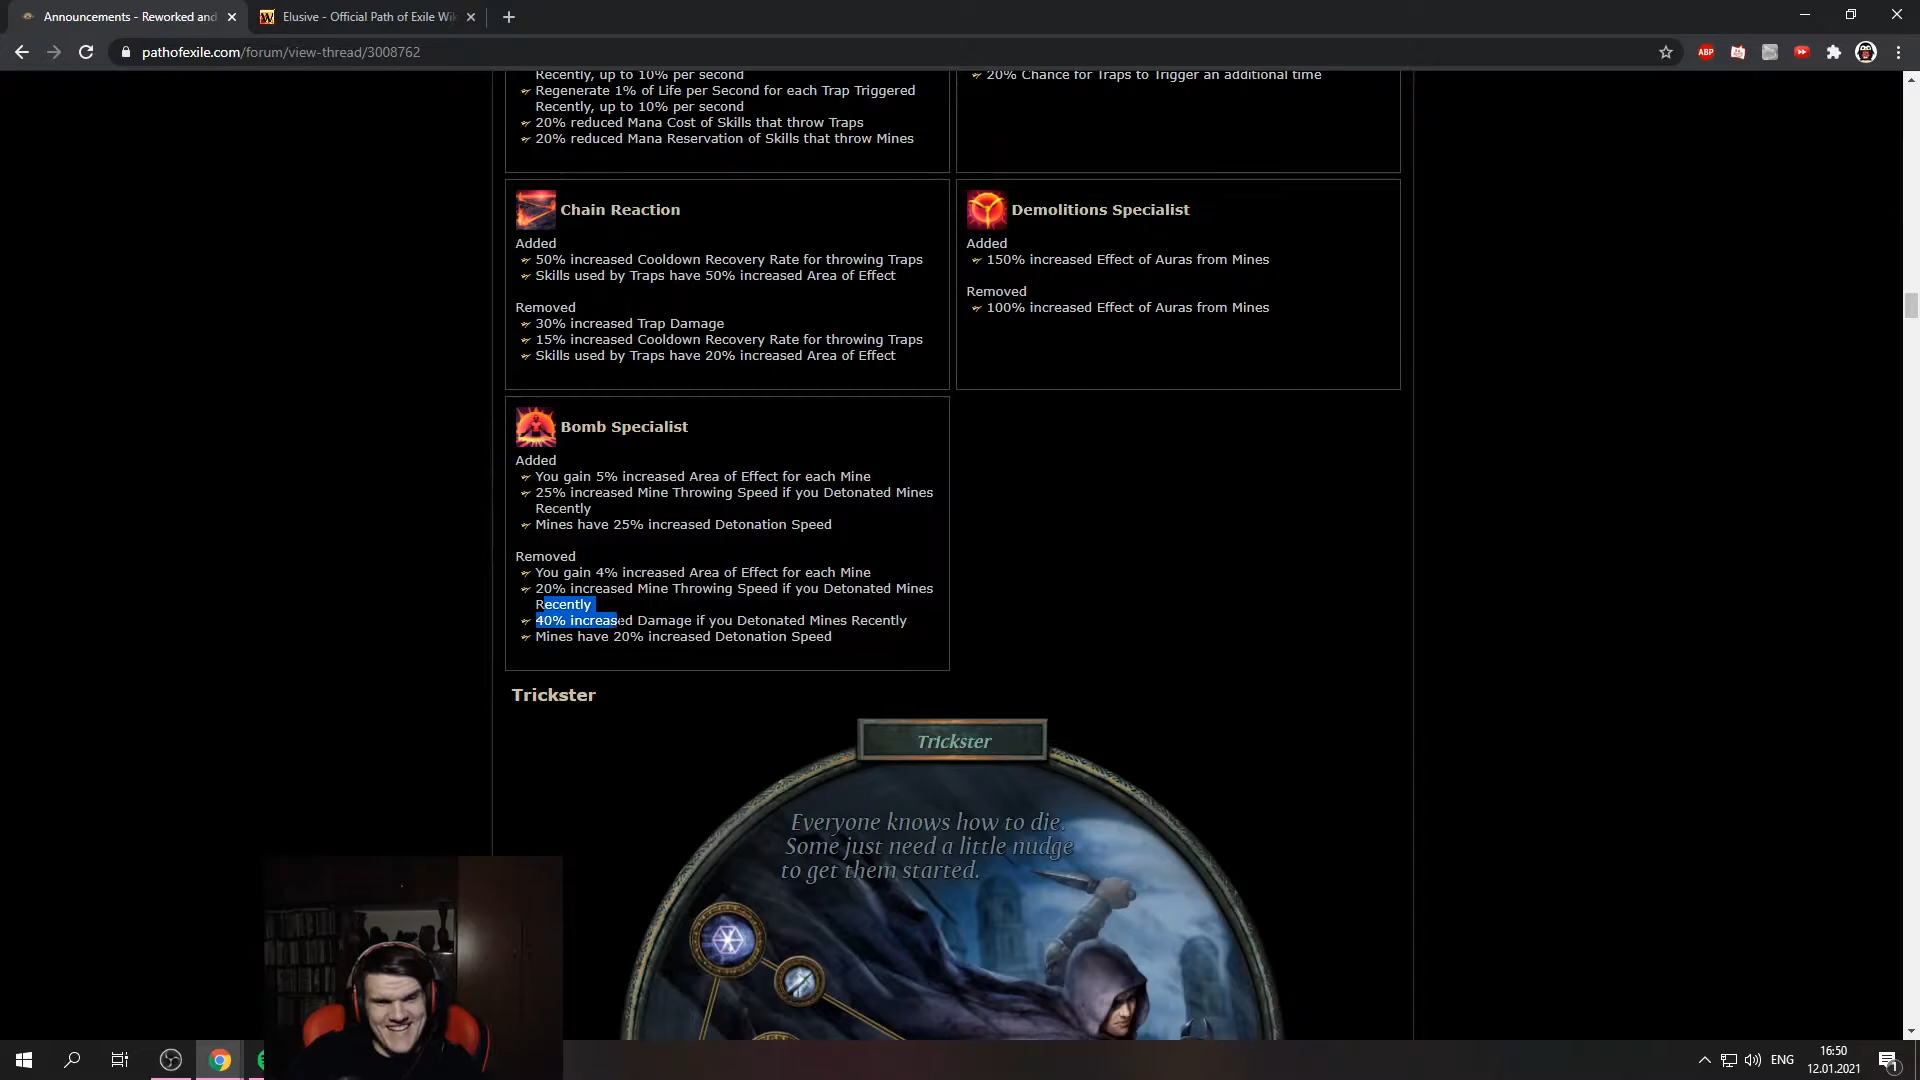 Announcements - Reworked and
Elusive - Official Path of Exile Wik
pathofexile.com/forum/view-thread/3008762
ABP
Recently, up to 10% per second
Regenerate 1% of Life per Second for each Trap Triggered
Recently, up to 10% per second
20% reduced Mana Cost of Skills that throw Traps
20% reduced Mana Reservation of Skills that throw Mines
20% Chance for Traps to Trigger an additional time
Chain Reaction
Added
50% increased Cooldown Recovery Rate for throwing Traps
Skills used by Traps have 50% increased Area of Effect
Removed
30% increased Trap Damage
15% increased Cooldown Recovery Rate for throwing Traps
Skills used by Traps have 20% increased Area of Effect
Demolitions Specialist
Added
150% increased Effect of Auras from Mines
Removed
100% increased Effect of Auras from Mines
Bomb Specialist
Added
You gain 5% increased Area of Effect for each Mine
25% increased Mine Throwing Speed if you Detonated Mines
Recently
Mines have 25% increased Detonation Speed
Removed
You gain 4% increased Area of Effect for each Mine
20% increased Mine Throwing Speed if you Detonated Mines
Recently
40% increased Damage if you Detonated Mines Recently
Mines have 20% increased Detonation Speed
Trickster
Trickster
Everyone knows how to die.
Some just need a little nudge
to get them started.
ENG
16:50
12.01.2021
1